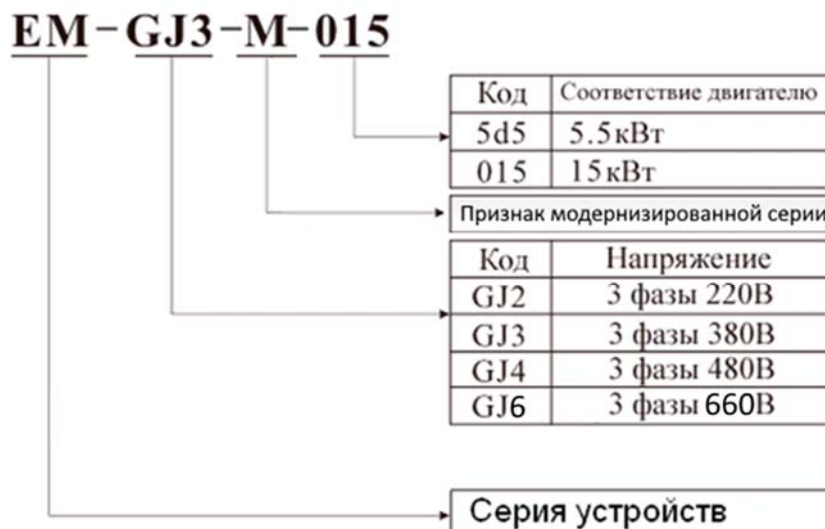 EM-GJ3-M-015
Код Соответствие двигателю
5d5 5.5кВт
015 15кВт
Признак модернизированной серии
Код Напряжение
GJ2 3 фазы 220В
GJ3 3 фазы 380В
GJ4 3 фазы 480В
GJ6 3 фазы 660В
Серия устройств